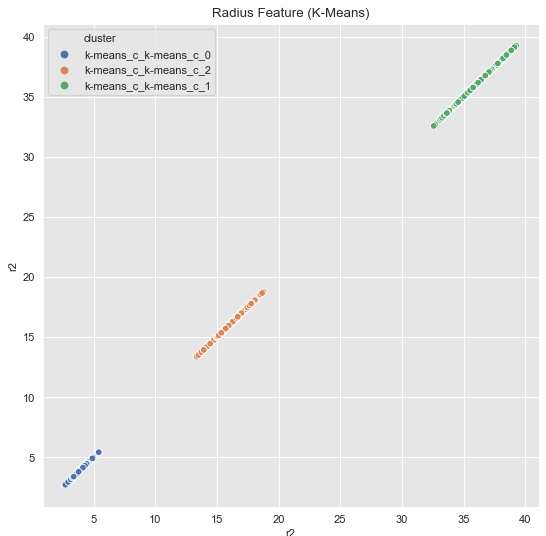 Radius Feature (K-Means)
cluster
k-means_c_k-means_c_0
k-means_c_k-means_c_2
k-means_c_k-means_c_1
40
35
30
25
20
15
10
5
r2
5 10 15 20 25 30 35 40
r2